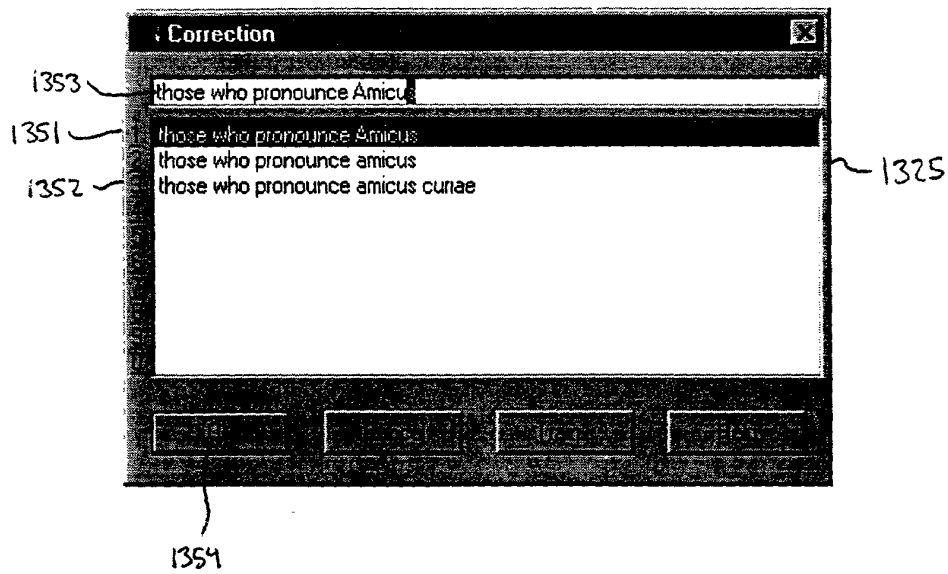 Correction
1353
those who pronounce Amicus
1351
those who pronounce Amicus
those who pronounce amicus
1352
those who pronounce amicus curiae
1325
1354